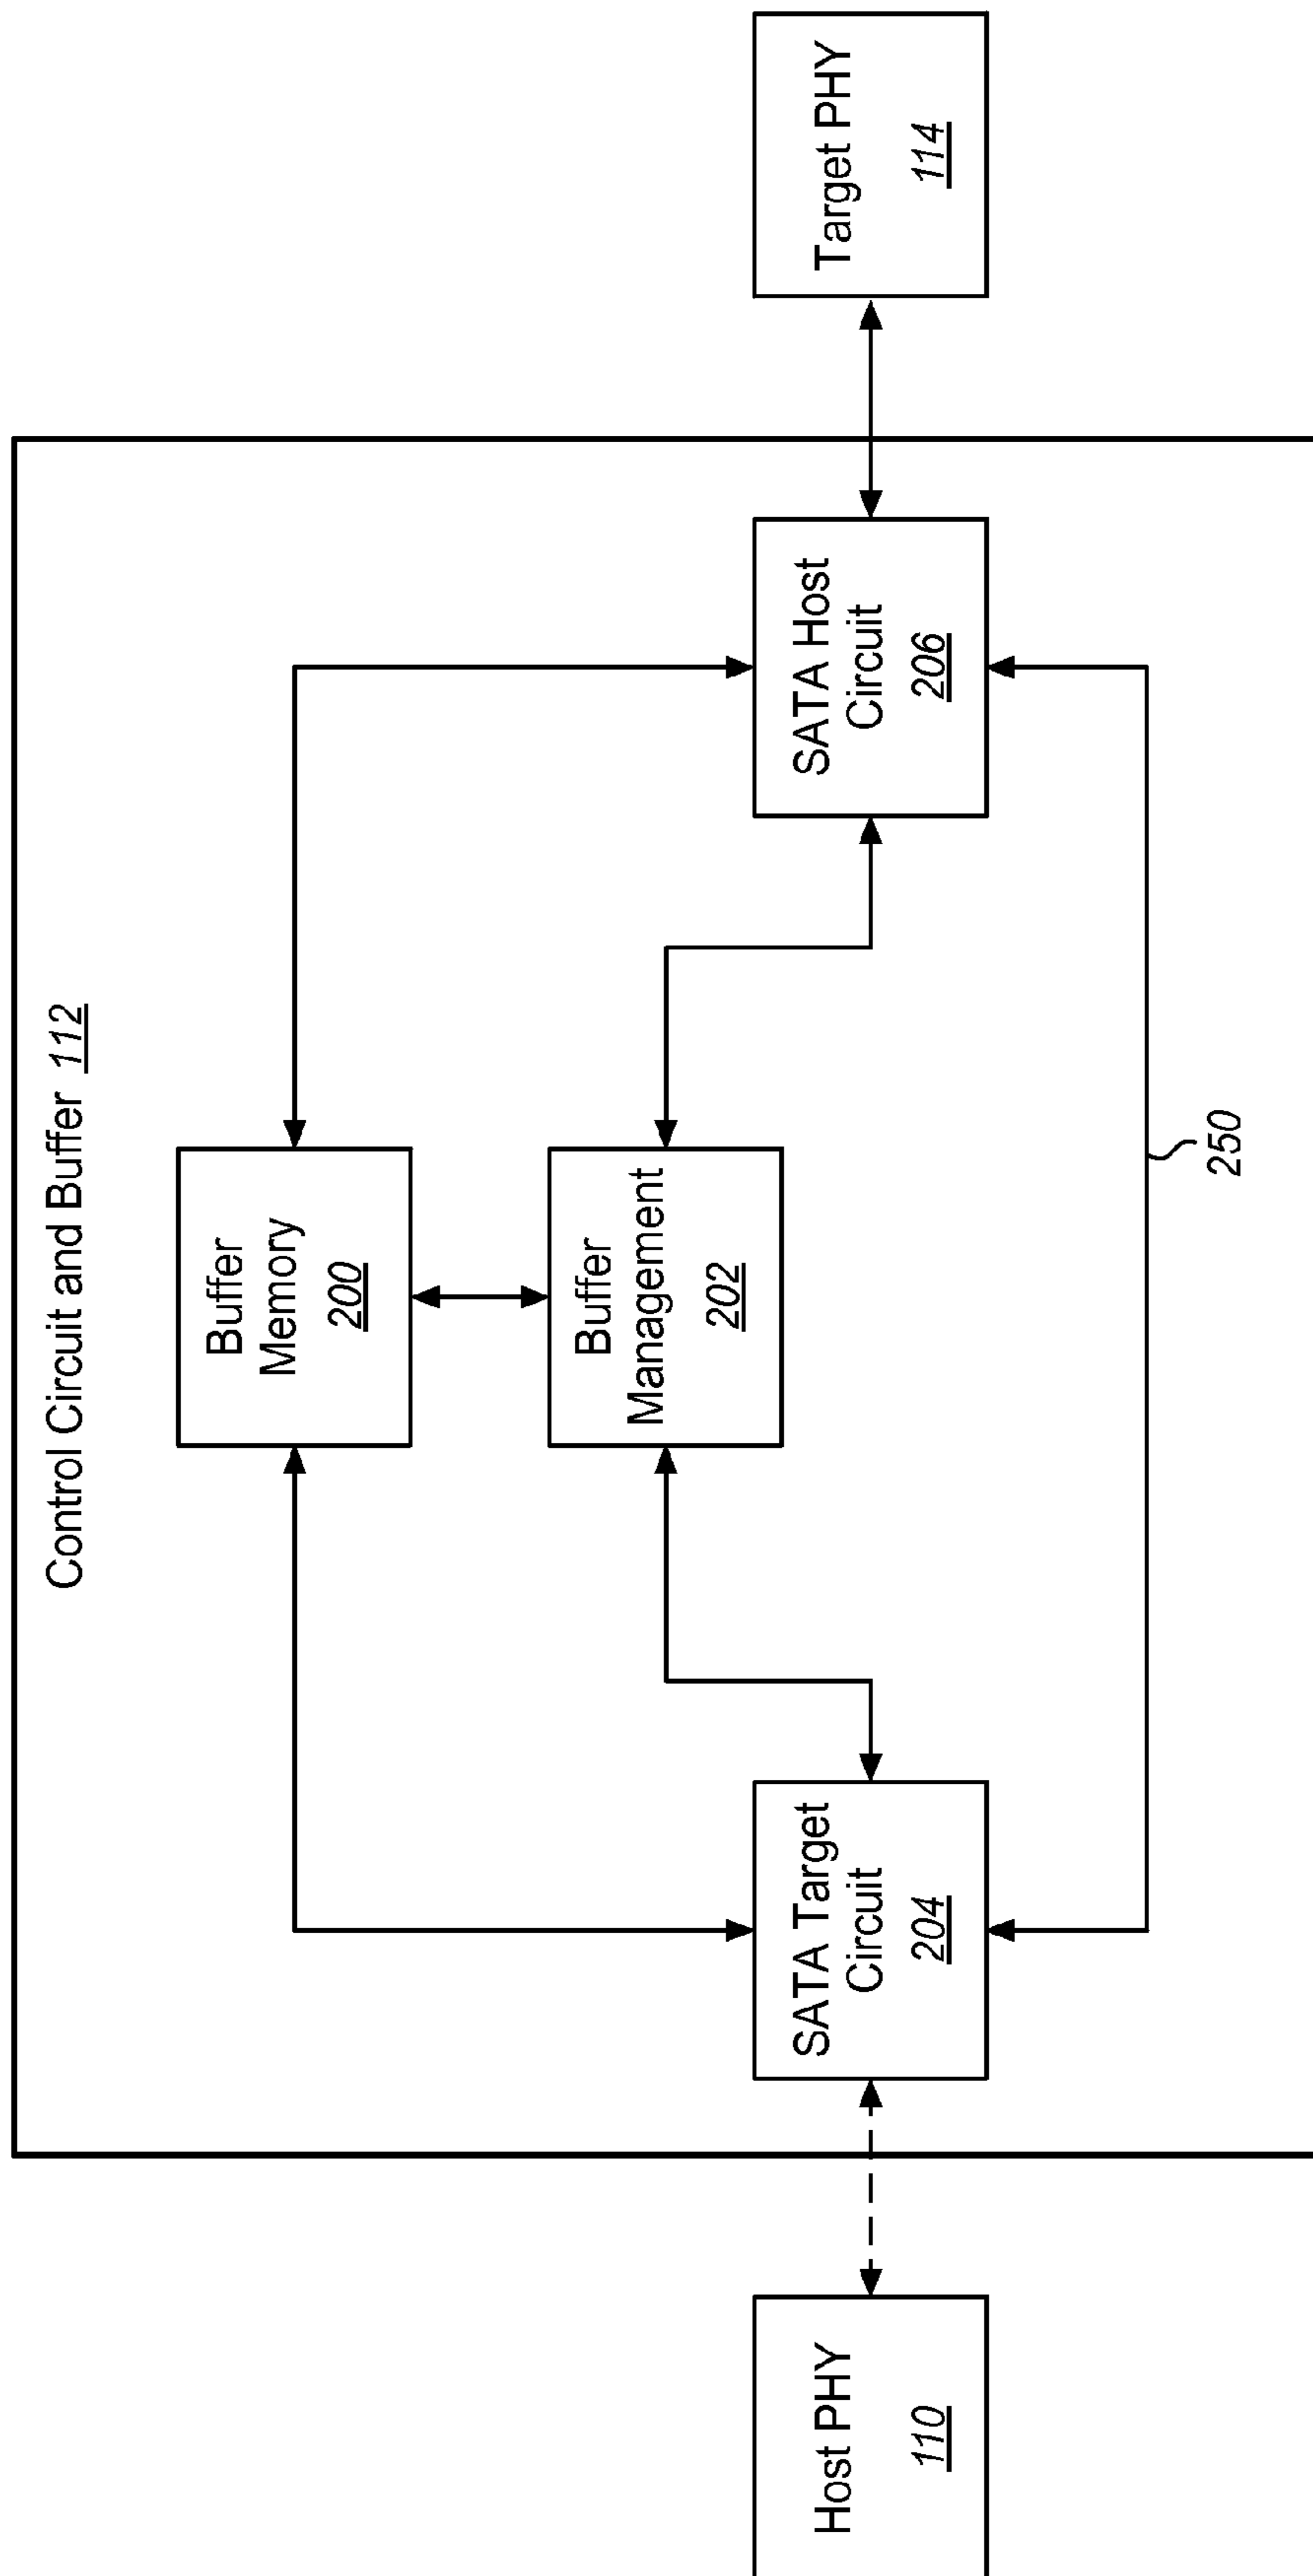 Control Circuit and Buffer 112
Buffer
Memory
200
Buffer
Management
202
Host PHY
110
SATA Target
Circuit
204
SATA Host
Circuit
206
Target PHY
114
250